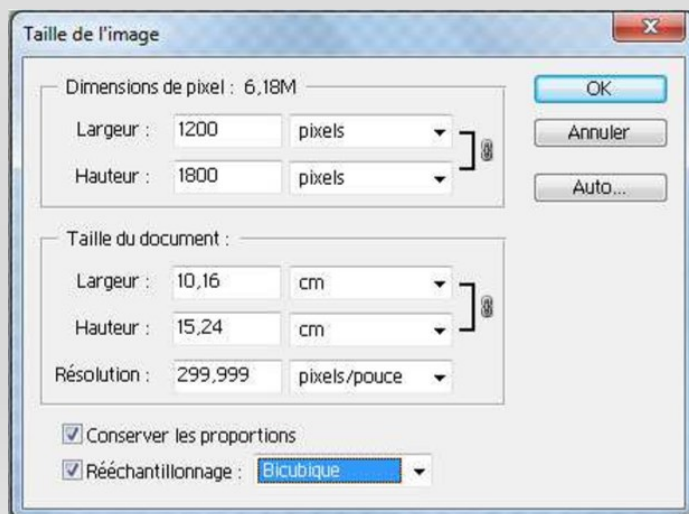 Taille de l'image
Dimensions de pixel : 6,18M
Largeur : 1200 pixels
Hauteur : 1800 pixels
OK
Annuler
Auto...
Taille du document :
Largeur : 10,16 cm
Hauteur : 15,24 cm
Résolution : 299,999 pixels/pouce
Conserver les proportions
Rééchantillonnage : Bicubique